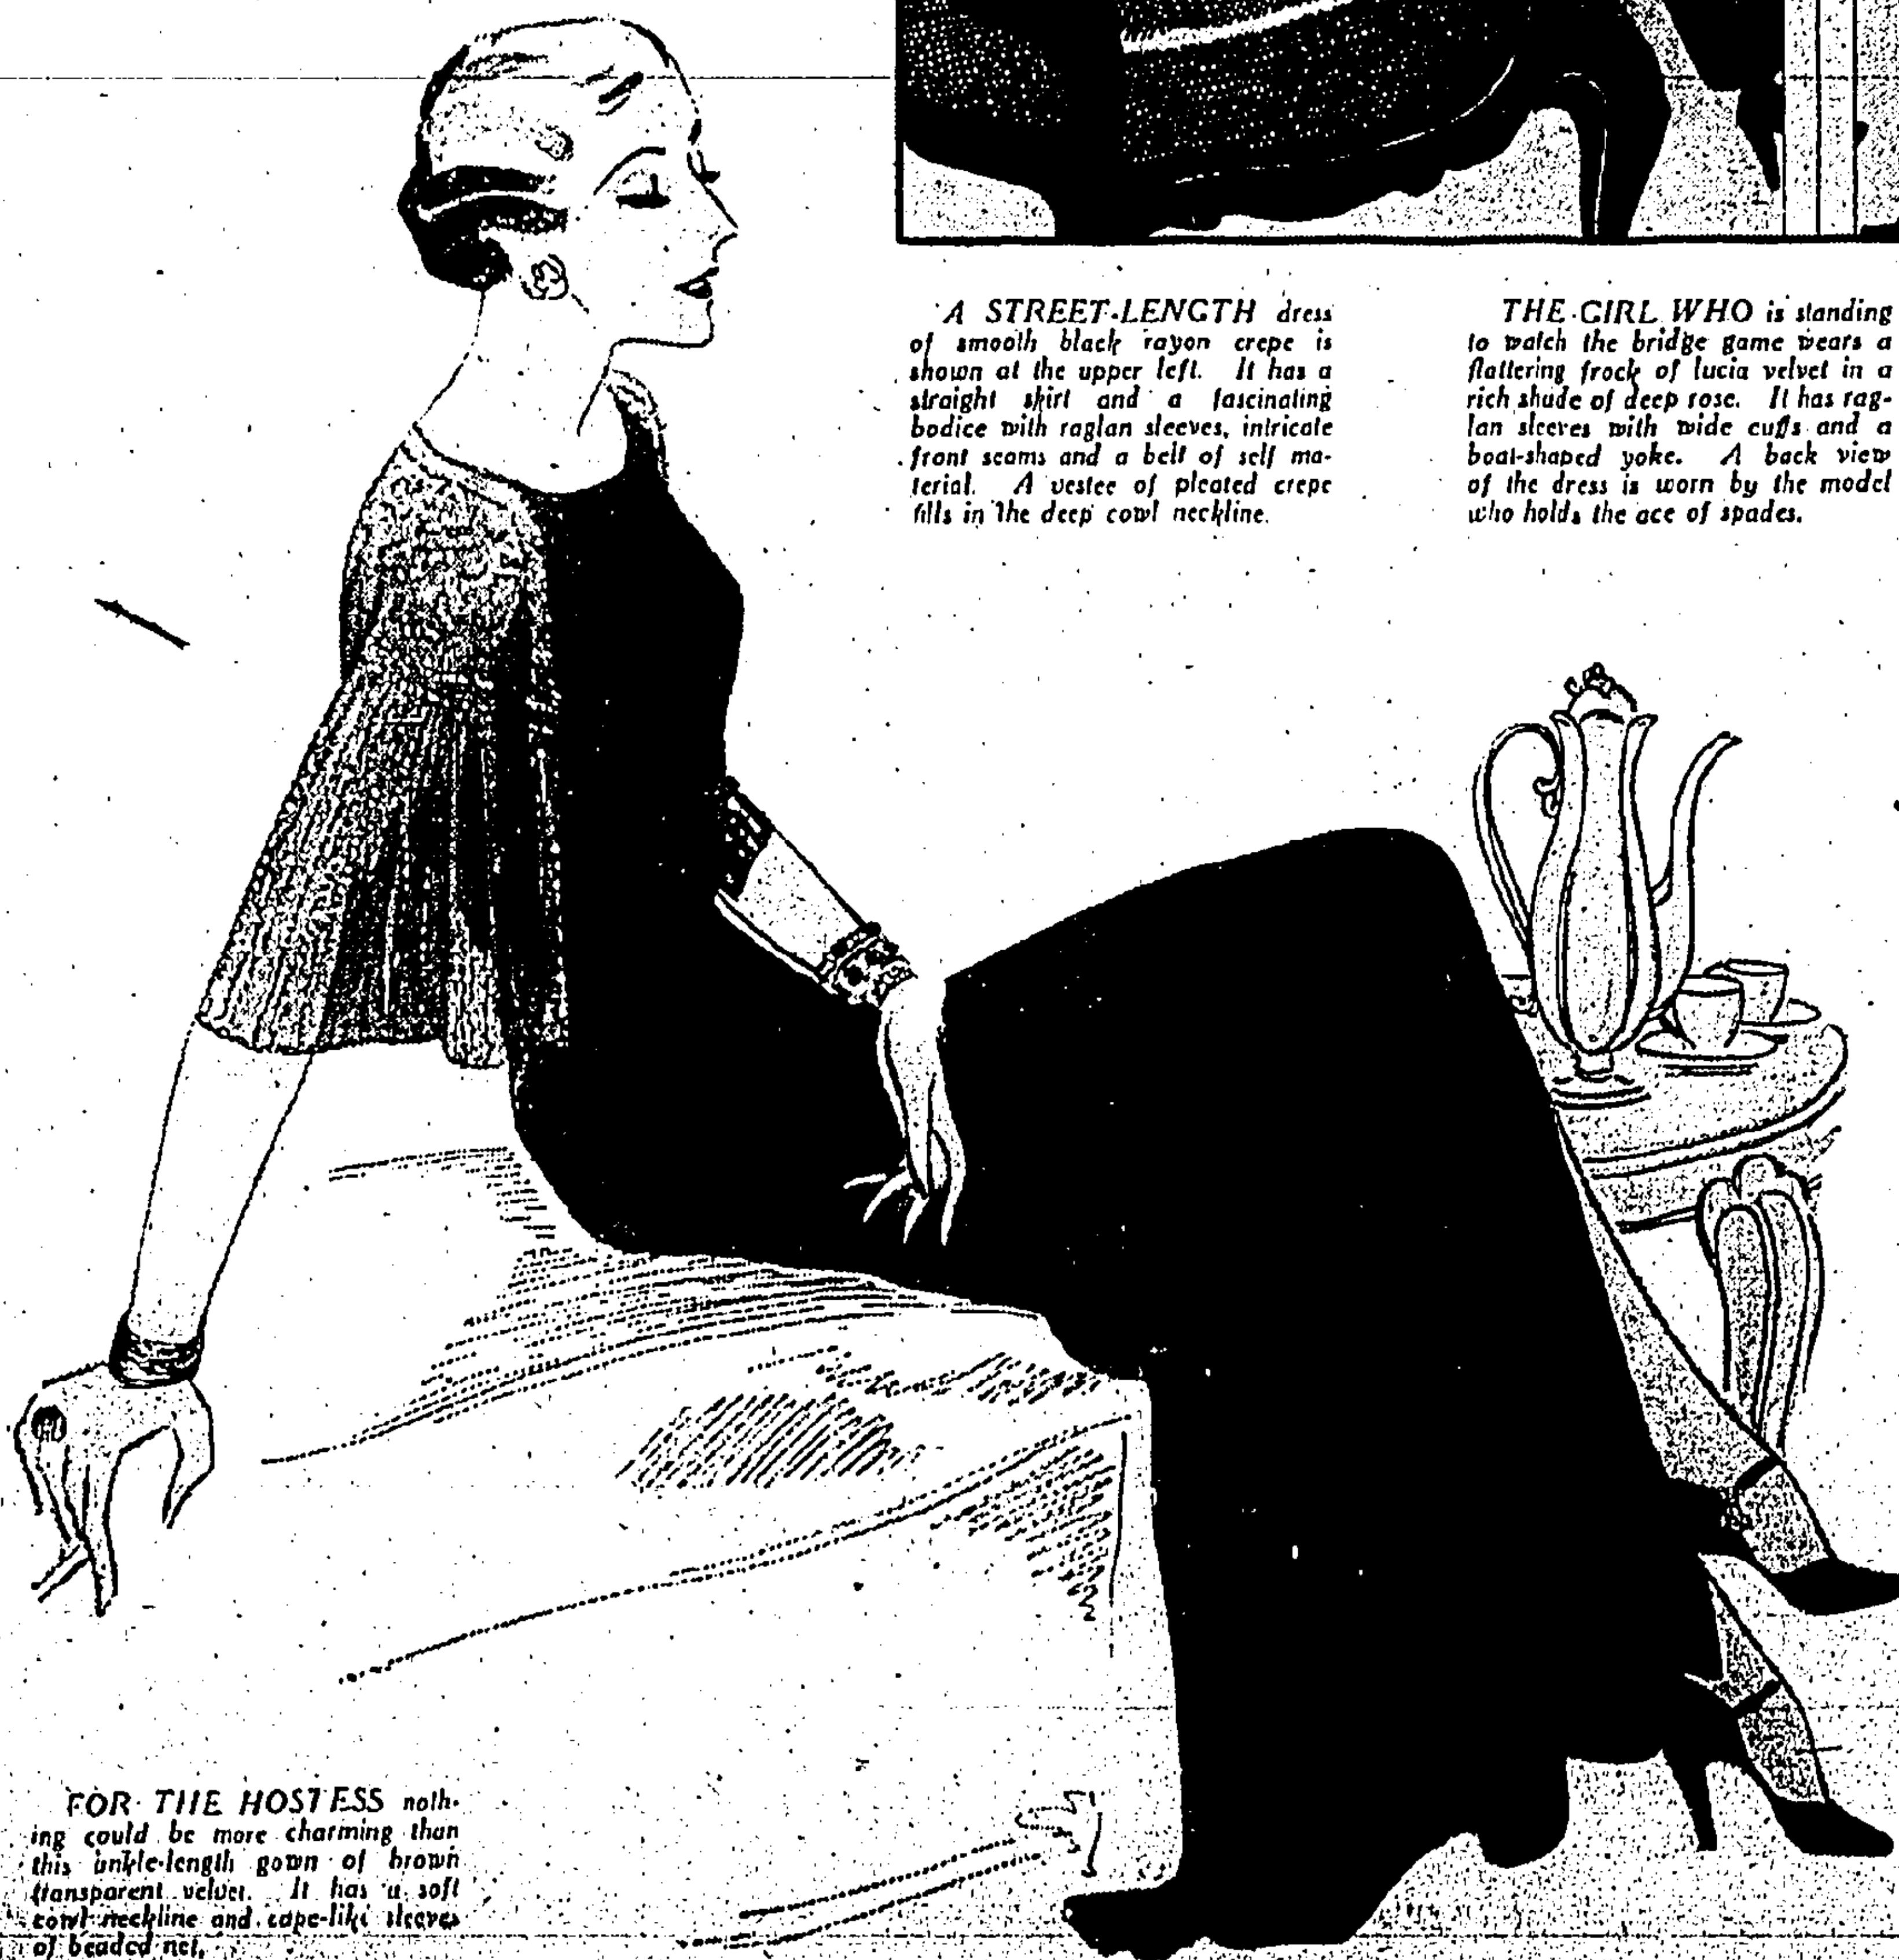 A STREET-LENGTH dress
of smooth black rayon crepe is
shown at the upper left. It has a
straight skirt and a fascinating
bodice with raglan sleeves, intricate
front seams and a belt of self ma-
terial. A vestee of pleated crepe
fills in the deep cowl neckline.
THE GIRL WHO is standing
to watch the bridge game wears a
flattering frock of lucia velvet in a
rich shade of deep rose. It has rag-
lan sleeves with wide cuffs and a
boat-shaped yoke. A back view
of the dress is worn by the model
who holds the ace of spades.
FOR THE HOSTESS noth-
ing could be more charming than
this ankle-length gown of brown
transparent velvet. It has a soft
cowl neckline and cape-like sleeves
of beaded net.